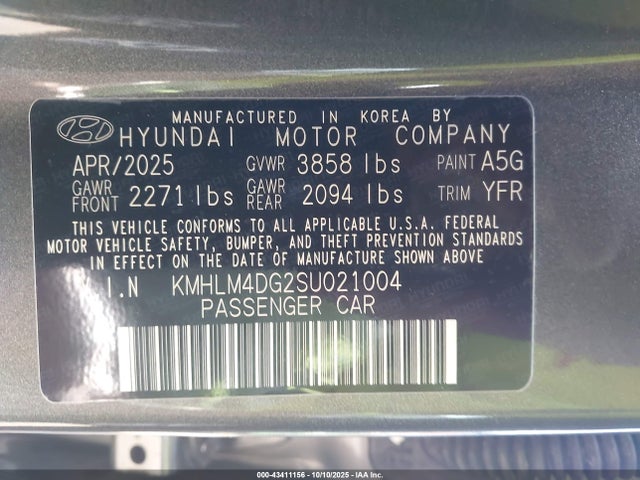 MANUFACTURED IN KOREA BY
HYUNDAI MOTOR COMPANY
APR/2025 GVWR 3858 lbs PAINT A5G
GAWR FRONT 2271 lbs GAWR REAR 2094 lbs TRIM YFR
THIS VEHICLE CONFORMS TO ALL APPLICABLE U.S.A. FEDERAL
MOTOR VEHICLE SAFETY, BUMPER, AND THEFT PREVENTION
STANDARDS IN EFFECT ON THE DATE OF MANUFACTURE SHOWN ABOVE
I.N KMHLM4DG2SU021004
PASSENGER CAR
000-43411156 - 10/10/2025 - IAA Inc.